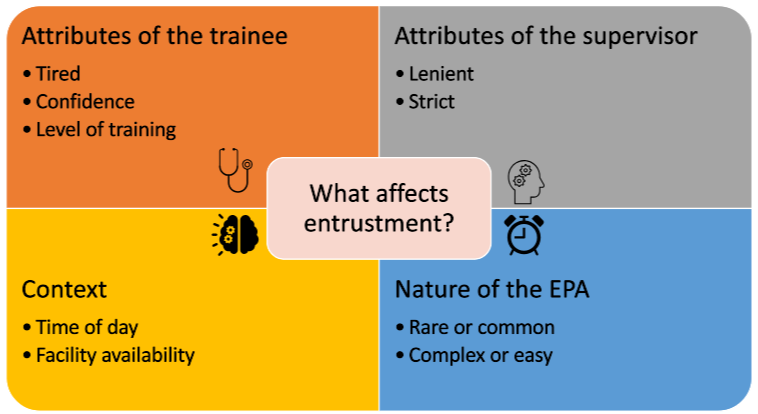 Attributes of the trainee
• Tired
• Confidence
• Level of training
Attributes of the supervisor
• Lenient
• Strict
What affects
entrustment?
Context
• Time of day
• Facility availability
Nature of the EPA
• Rare or common
• Complex or easy